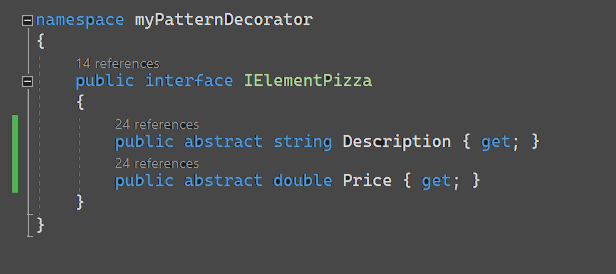 namespace myPatternDecorator
{
14 references
public interface IElementPizza
{
24 references
public abstract string Description { get; }
24 references
public abstract double Price { get; }
}
}